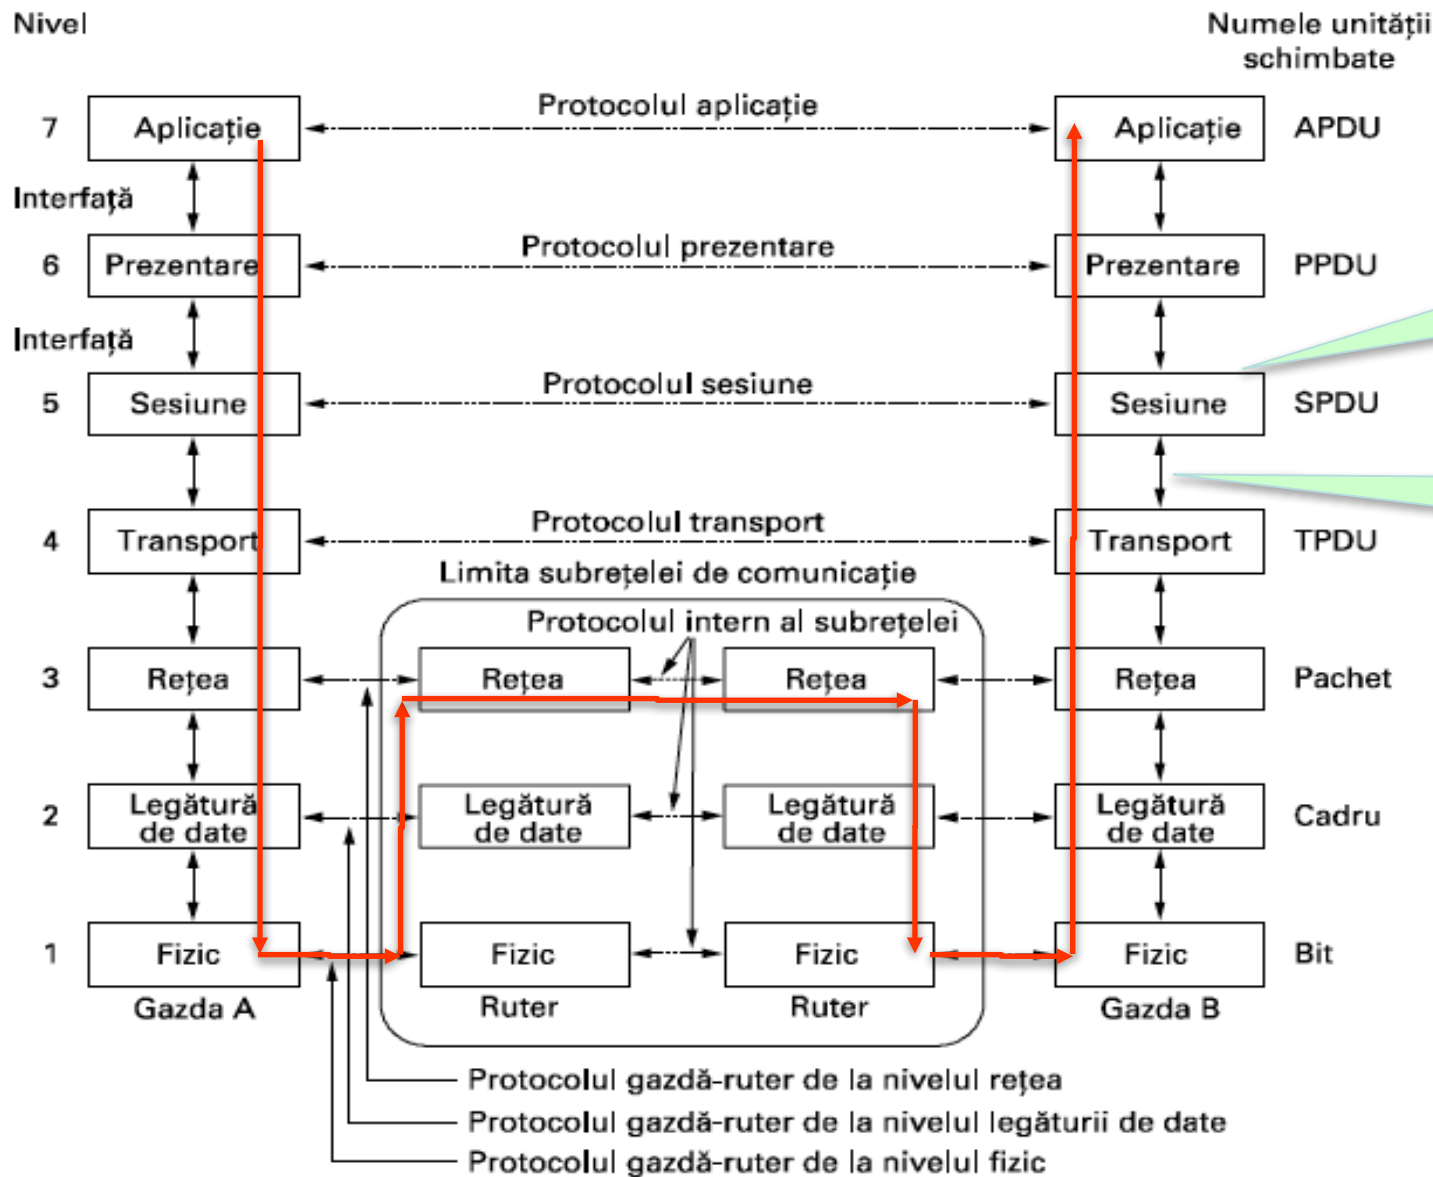 Nivel
Numele unității
schimbate
7
Aplicație
Protocolul aplicație
Aplicație
APDU
Interfață
6
Prezentare
Protocolul prezentare
Prezentare
PPDU
Interfață
5
Sesiune
Protocolul sesiune
Sesiune
SPDU
4
Transport
Protocolul transport
Transport
TPDU
Limita subrețelei de comunicație
Protocolul intern al subrețelei
3
Rețea
Rețea
Rețea
Rețea
Pachet
2
Legătură
de date
Legătură
de date
Legătură
de date
Legătură
de date
Cadru
1
Fizic
Fizic
Fizic
Fizic
Bit
Gazda A
Ruter
Ruter
Gazda B
Protocolul gazdă-ruter de la nivelul rețea
Protocolul gazdă-ruter de la nivelul legăturii de date
Protocolul gazdă-ruter de la nivelul fizic